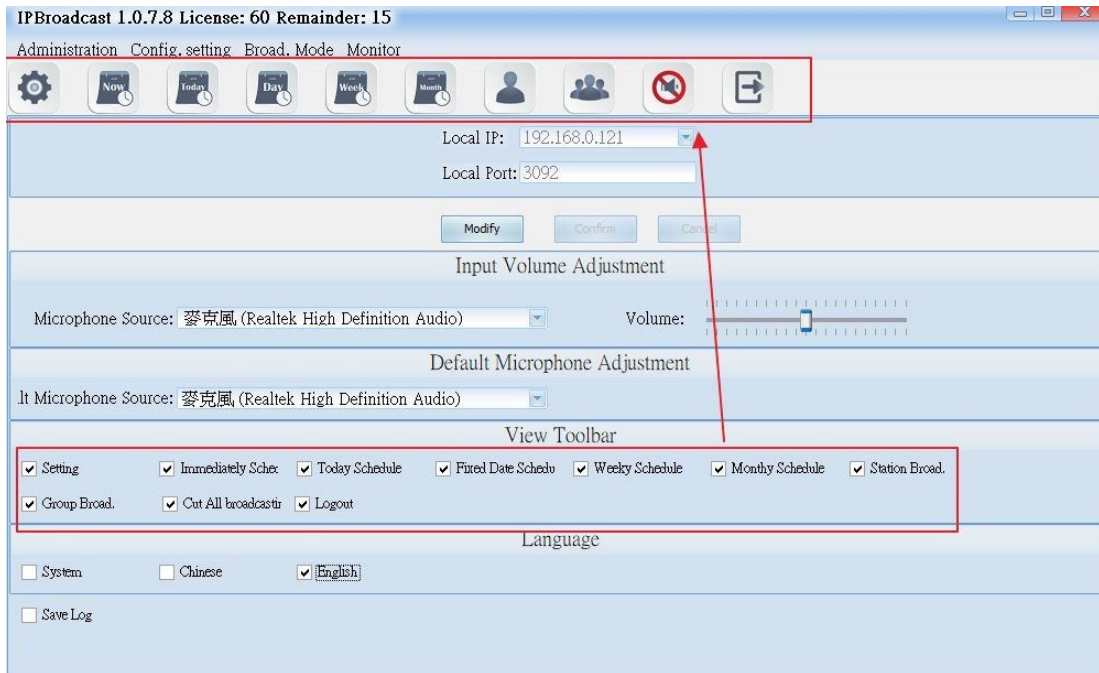 IPBroadcast 1.0.7.8 License: 60 Remainder: 15
Administration Config. setting Broad. Mode Monitor
Now Today Day Week Month
Local IP: 192.168.0.121
Local Port: 3092
Modify Confirm Cancel
Input Volume Adjustment
Microphone Source: 麥克風 (Realtek High Definition Audio) Volume:
Default Microphone Adjustment
lt Microphone Source: 麥克風 (Realtek High Definition Audio)
View Toolbar
Setting Immediately Schee Today Schedule Fixed Date Schedu Weeky Schedule Monthy Schedule Station Broad.
Group Broad. Cut All broadcastir Logout
Language
System Chinese English
Save Log